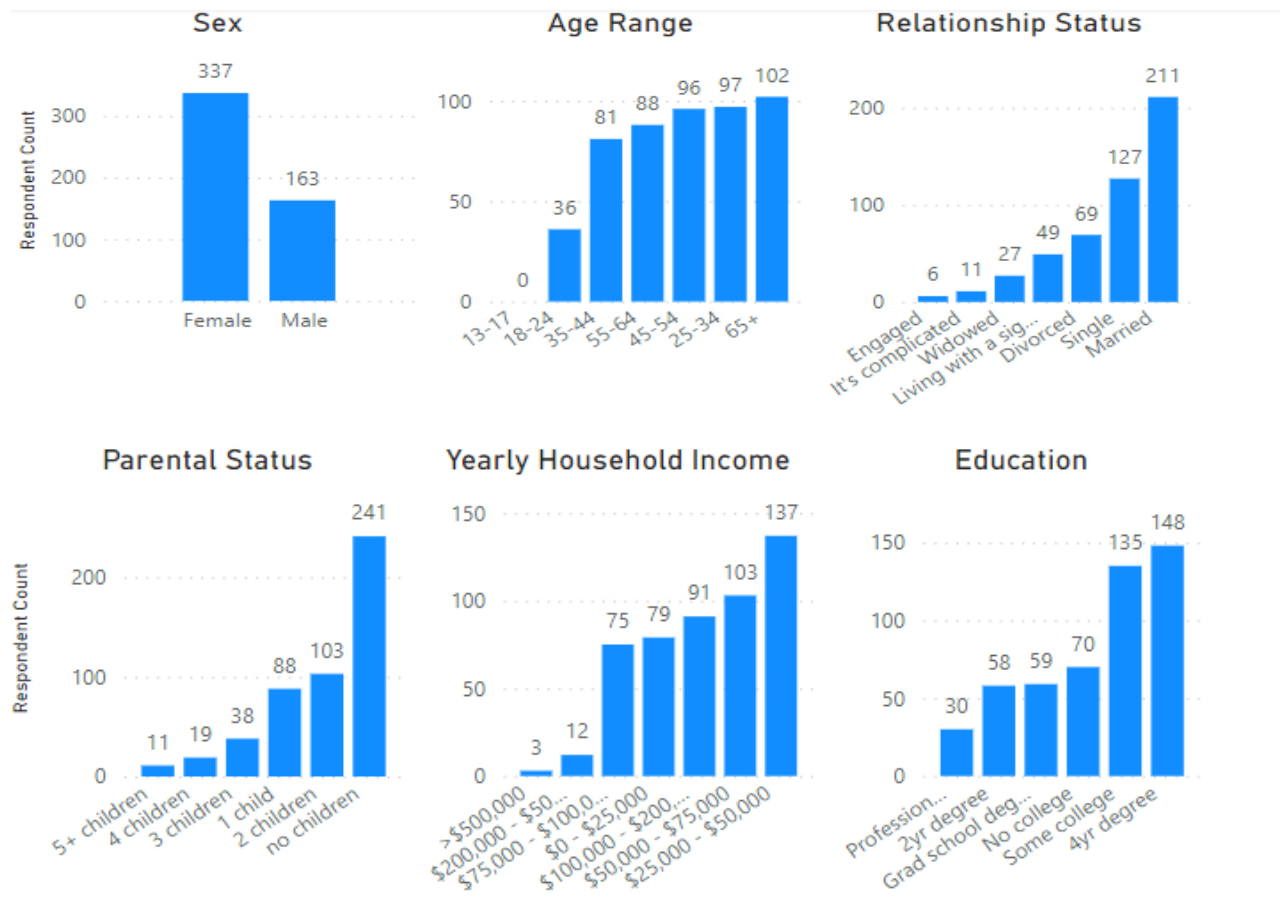 Sex
337
300
200
163
100
0
Female
Male
Respondent Count
Age Range
102
97
96
88
81
100
50
36
0
0
13-17
18-24
35-44
55-64
45-54
25-34
65+
Relationship Status
211
200
127
100
69
49
27
11
6
0
Engaged
It's complicated
Widowed
Living with a sig...
Divorced
Single
Married
Parental Status
241
200
103
100
88
38
19
11
0
5+ children
4 children
3 children
1 child
2 children
no children
Respondent Count
Yearly Household Income
150
137
103
100
91
79
75
50
12
3
0
>$500,000
$200,000 - $50...
$75,000 - $100,0...
$0 - $25,000
$100,000 - $200,...
$50,000 - $75,000
$25,000 - $50,000
Education
150
148
135
100
70
59
58
50
30
0
Profession...
2yr degree
Grad school deg...
No college
Some college
4yr degree